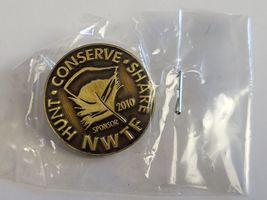 HUNT · CONSERVE · SHARE
2010
SPONSOR
NWTF